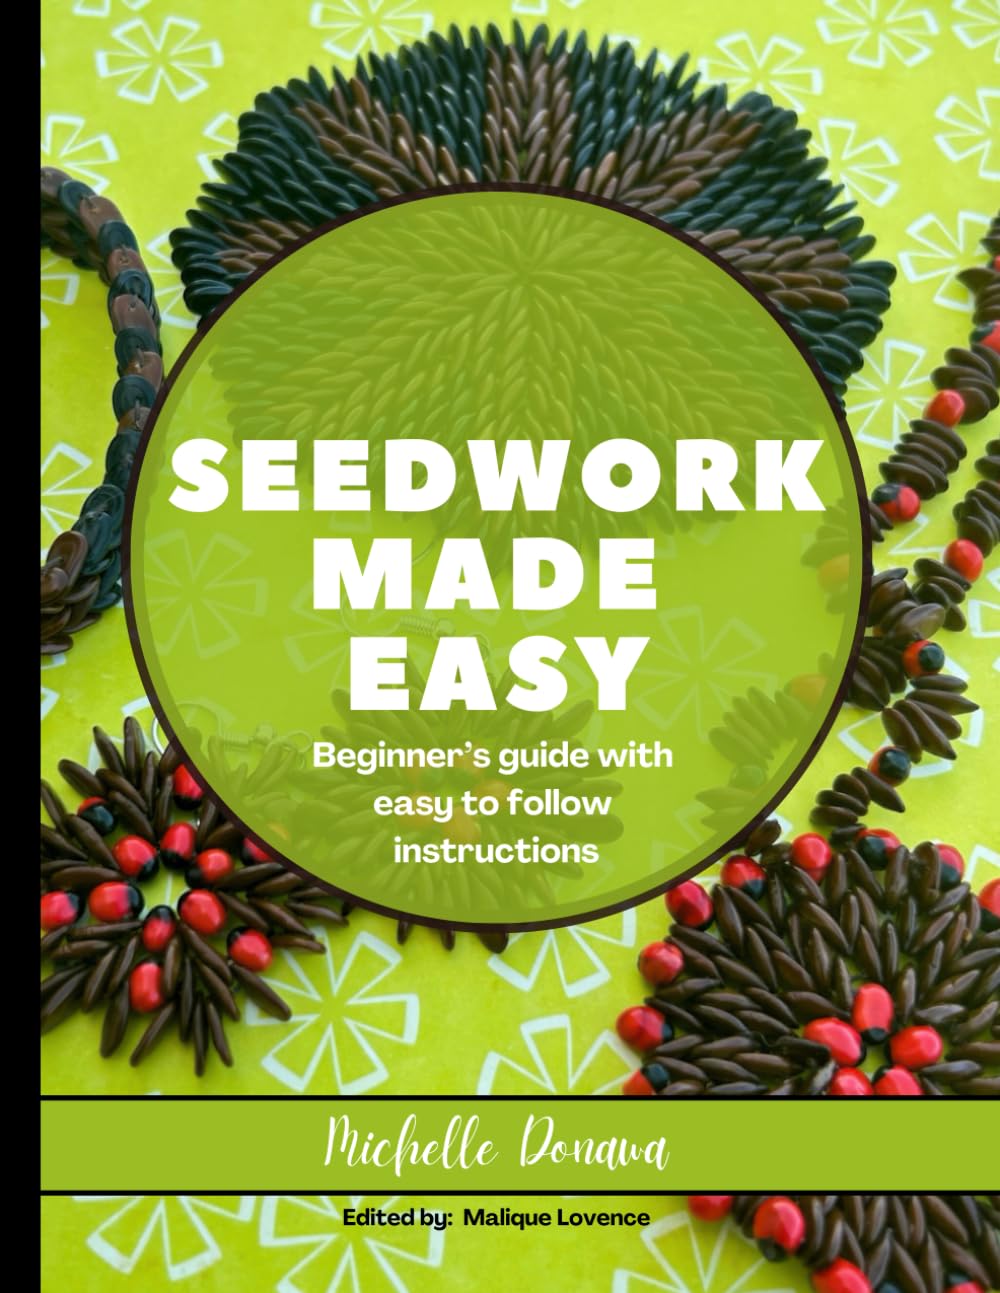 SEEDWORK
MADE
EASY
Beginner's guide with
easy to follow
instructions
Michelle Donawa
Edited by: Malique Lovence